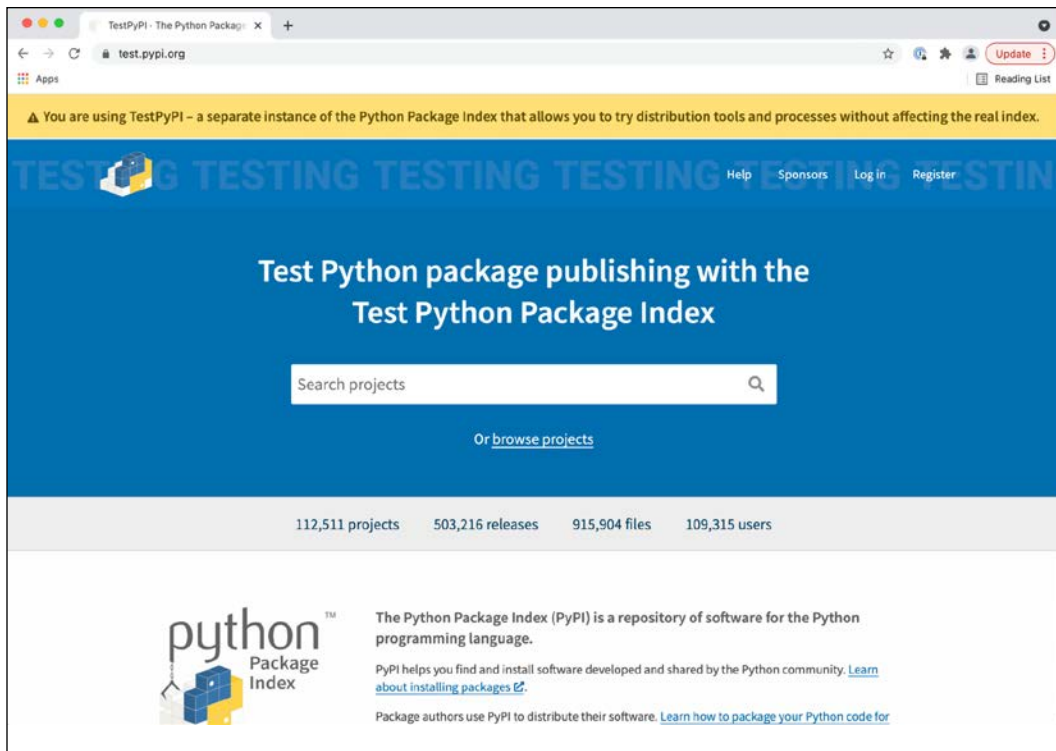 TestPyPI · The Python Packag
test.pypi.org
Update
Apps
Reading List
You are using TestPyPI – a separate instance of the Python Package Index that allows you to try distribution tools and processes without affecting the real index.
TESTING TESTING TESTING TESTING TESTIN
Help Sponsors Log in Register
Test Python package publishing with the
Test Python Package Index
Search projects
Or browse projects
112,511 projects 503,216 releases 915,904 files 109,315 users
python™
Package
Index
The Python Package Index (PyPI) is a repository of software for the Python
programming language.
PyPI helps you find and install software developed and shared by the Python community. Learn
about installing packages.
Package authors use PyPI to distribute their software. Learn how to package your Python code for